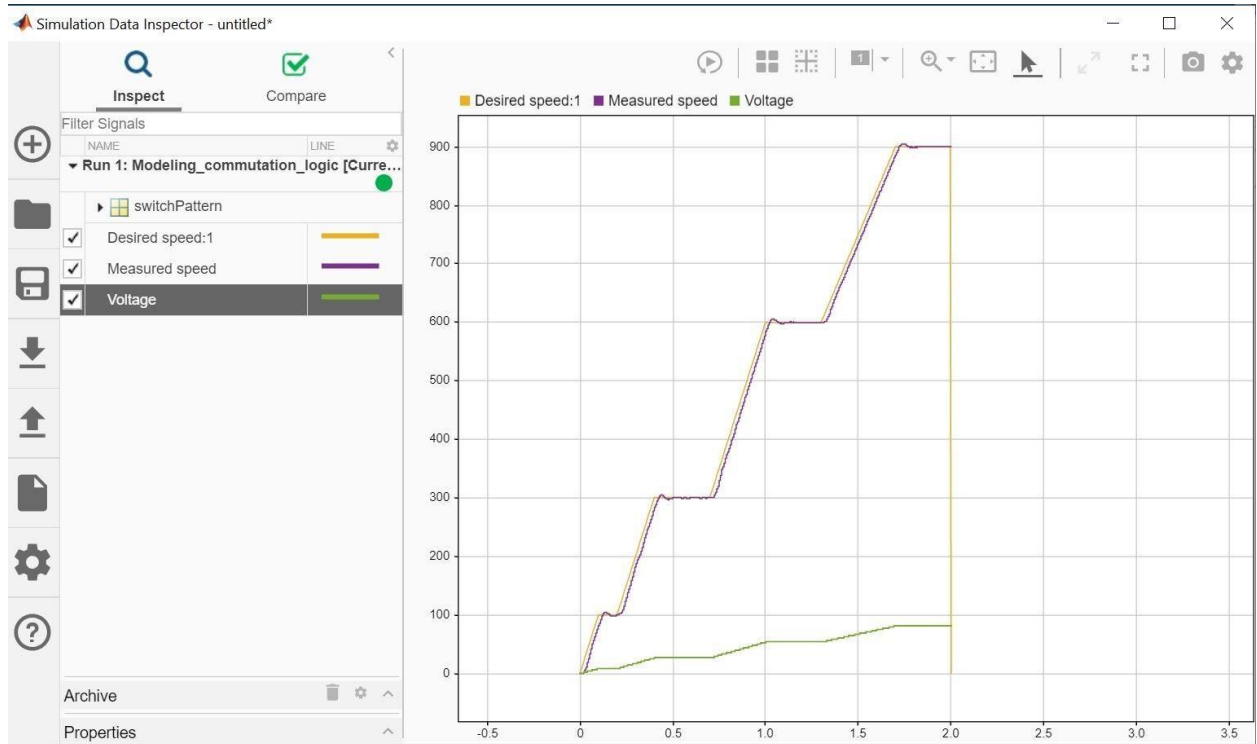 Simulation Data Inspector - untitled*
Inspect Compare
Filter Signals
NAME LINE
Run 1: Modeling_commutation_logic [Curre...
switchPattern
Desired speed:1
Measured speed
Voltage
Archive
Properties
1
Desired speed:1 Measured speed Voltage
900
800
700
600
500
400
300
200
100
0
-0.5 0 0.5 1.0 1.5 2.0 2.5 3.0 3.5